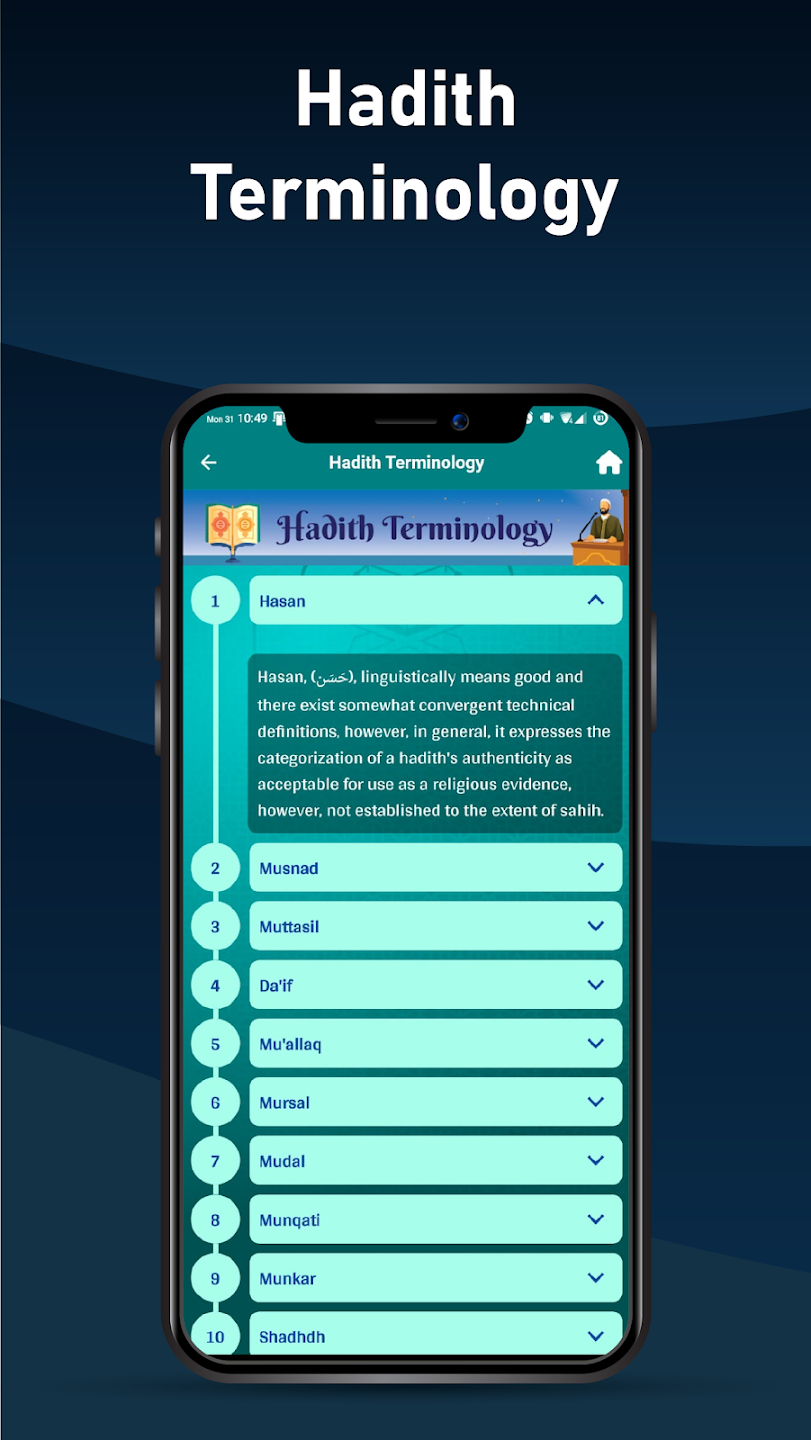 Hadith
Terminology
Mon 31 10:49
Hadith Terminology
Hadith Terminology
1 Hasan
Hasan, (حَسَنْ), linguistically means good and
there exist somewhat convergent technical
definitions, however, in general, it expresses the
categorization of a hadith's authenticity as
acceptable for use as a religious evidence,
however, not established to the extent of sahih.
2 Musnad
3 Muttasil
4 Da'if
5 Mu'allaq
6 Mursal
7 Mudal
8 Munqati
9 Munkar
10 Shadhdh